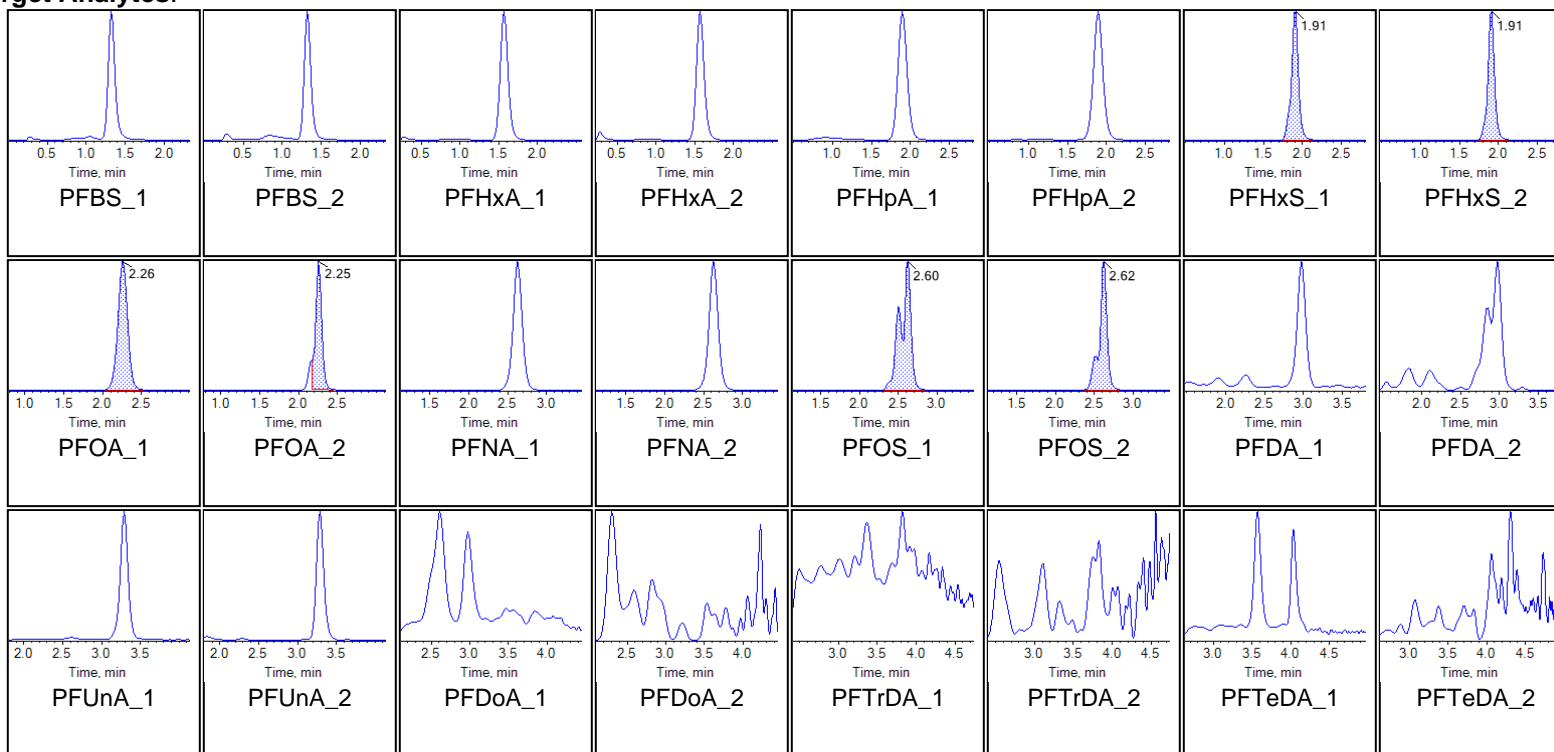 rget Analytes:
1.91
1.91
0.5 1.0 1.5 2.0 0.5 1.0 1.5 2.0 0.5 1.0 1.5 2.0 0.5 1.0 1.5 2.0 1.0 1.5 2.0 2.5 1.0 1.5 2.0 2.5 1.0 1.5 2.0 2.5 1.0 1.5 2.0 2.5
Time, min Time, min Time, min Time, min Time, min Time, min Time, min Time, min
PFBS_1 PFBS_2 PFHxA_1 PFHxA_2 PFHpA_1 PFHpA_2 PFHxS_1 PFHxS_2
2.26
2.25
2.60
2.62
1.0 1.5 2.0 2.5 1.0 1.5 2.0 2.5 1.5 2.0 2.5 3.0 1.5 2.0 2.5 3.0 1.5 2.0 2.5 3.0 1.5 2.0 2.5 3.0 2.0 2.5 3.0 3.5 2.0 2.5 3.0 3.5
Time, min Time, min Time, min Time, min Time, min Time, min Time, min Time, min
PFOA_1 PFOA_2 PFNA_1 PFNA_2 PFOS_1 PFOS_2 PFDA_1 PFDA_2
2.0 2.5 3.0 3.5 2.0 2.5 3.0 3.5 2.5 3.0 3.5 4.0 2.5 3.0 3.5 4.0 3.0 3.5 4.0 4.5 3.0 3.5 4.0 4.5 3.0 3.5 4.0 4.5 3.0 3.5 4.0 4.5
Time, min Time, min Time, min Time, min Time, min Time, min Time, min Time, min
PFUnA_1 PFUnA_2 PFDoA_1 PFDoA_2 PFTrDA_1 PFTrDA_2 PFTeDA_1 PFTeDA_2